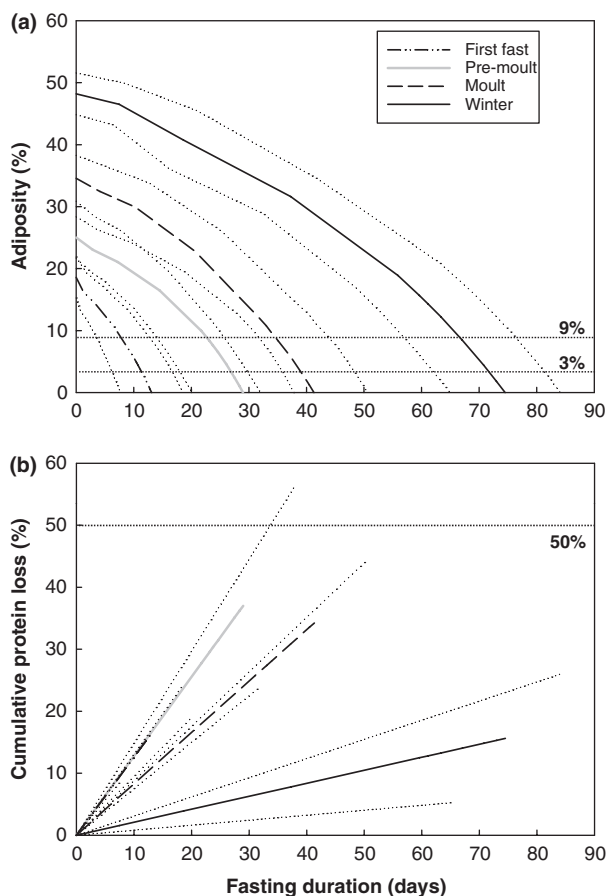 (a)
60
50
40
30
20
10
0
Adiposity (%)
First fast
Pre-moult
Moult
Winter
9%
3%
0 10 20 30 40 50 60 70 80 90
(b)
60
50
40
30
20
10
0
Cumulative protein loss (%)
50%
0 10 20 30 40 50 60 70 80 90
Fasting duration (days)